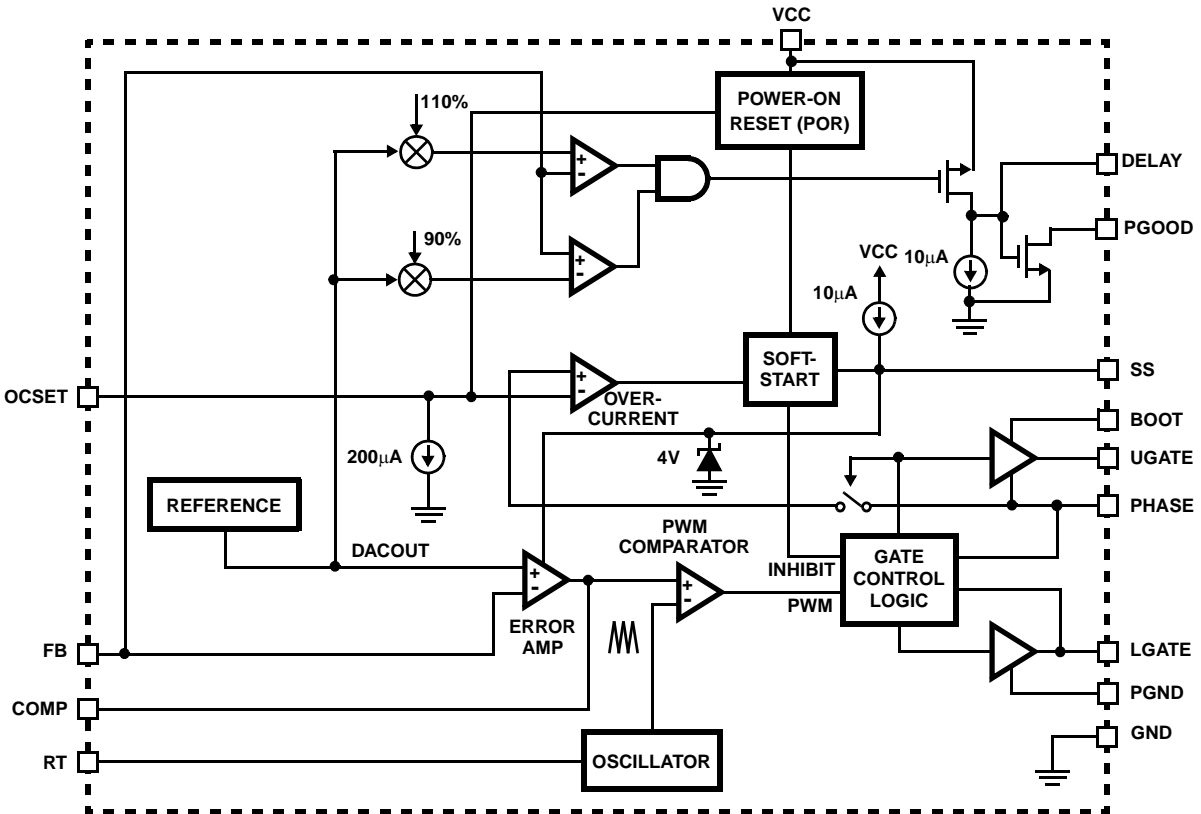 VCC
110%
POWER-ON
RESET (POR)
+
-
DELAY
PGOOD
90%
+
-
VCC
10μA
10μA
SOFT-
START
SS
OCSET
+
-
OVER-
CURRENT
BOOT
200μA
4V
UGATE
REFERENCE
PHASE
PWM
COMPARATOR
DACOUT
+
-
+
-
INHIBIT
PWM
GATE
CONTROL
LOGIC
ERROR
AMP
FB
LGATE
PGND
COMP
GND
RT
OSCILLATOR